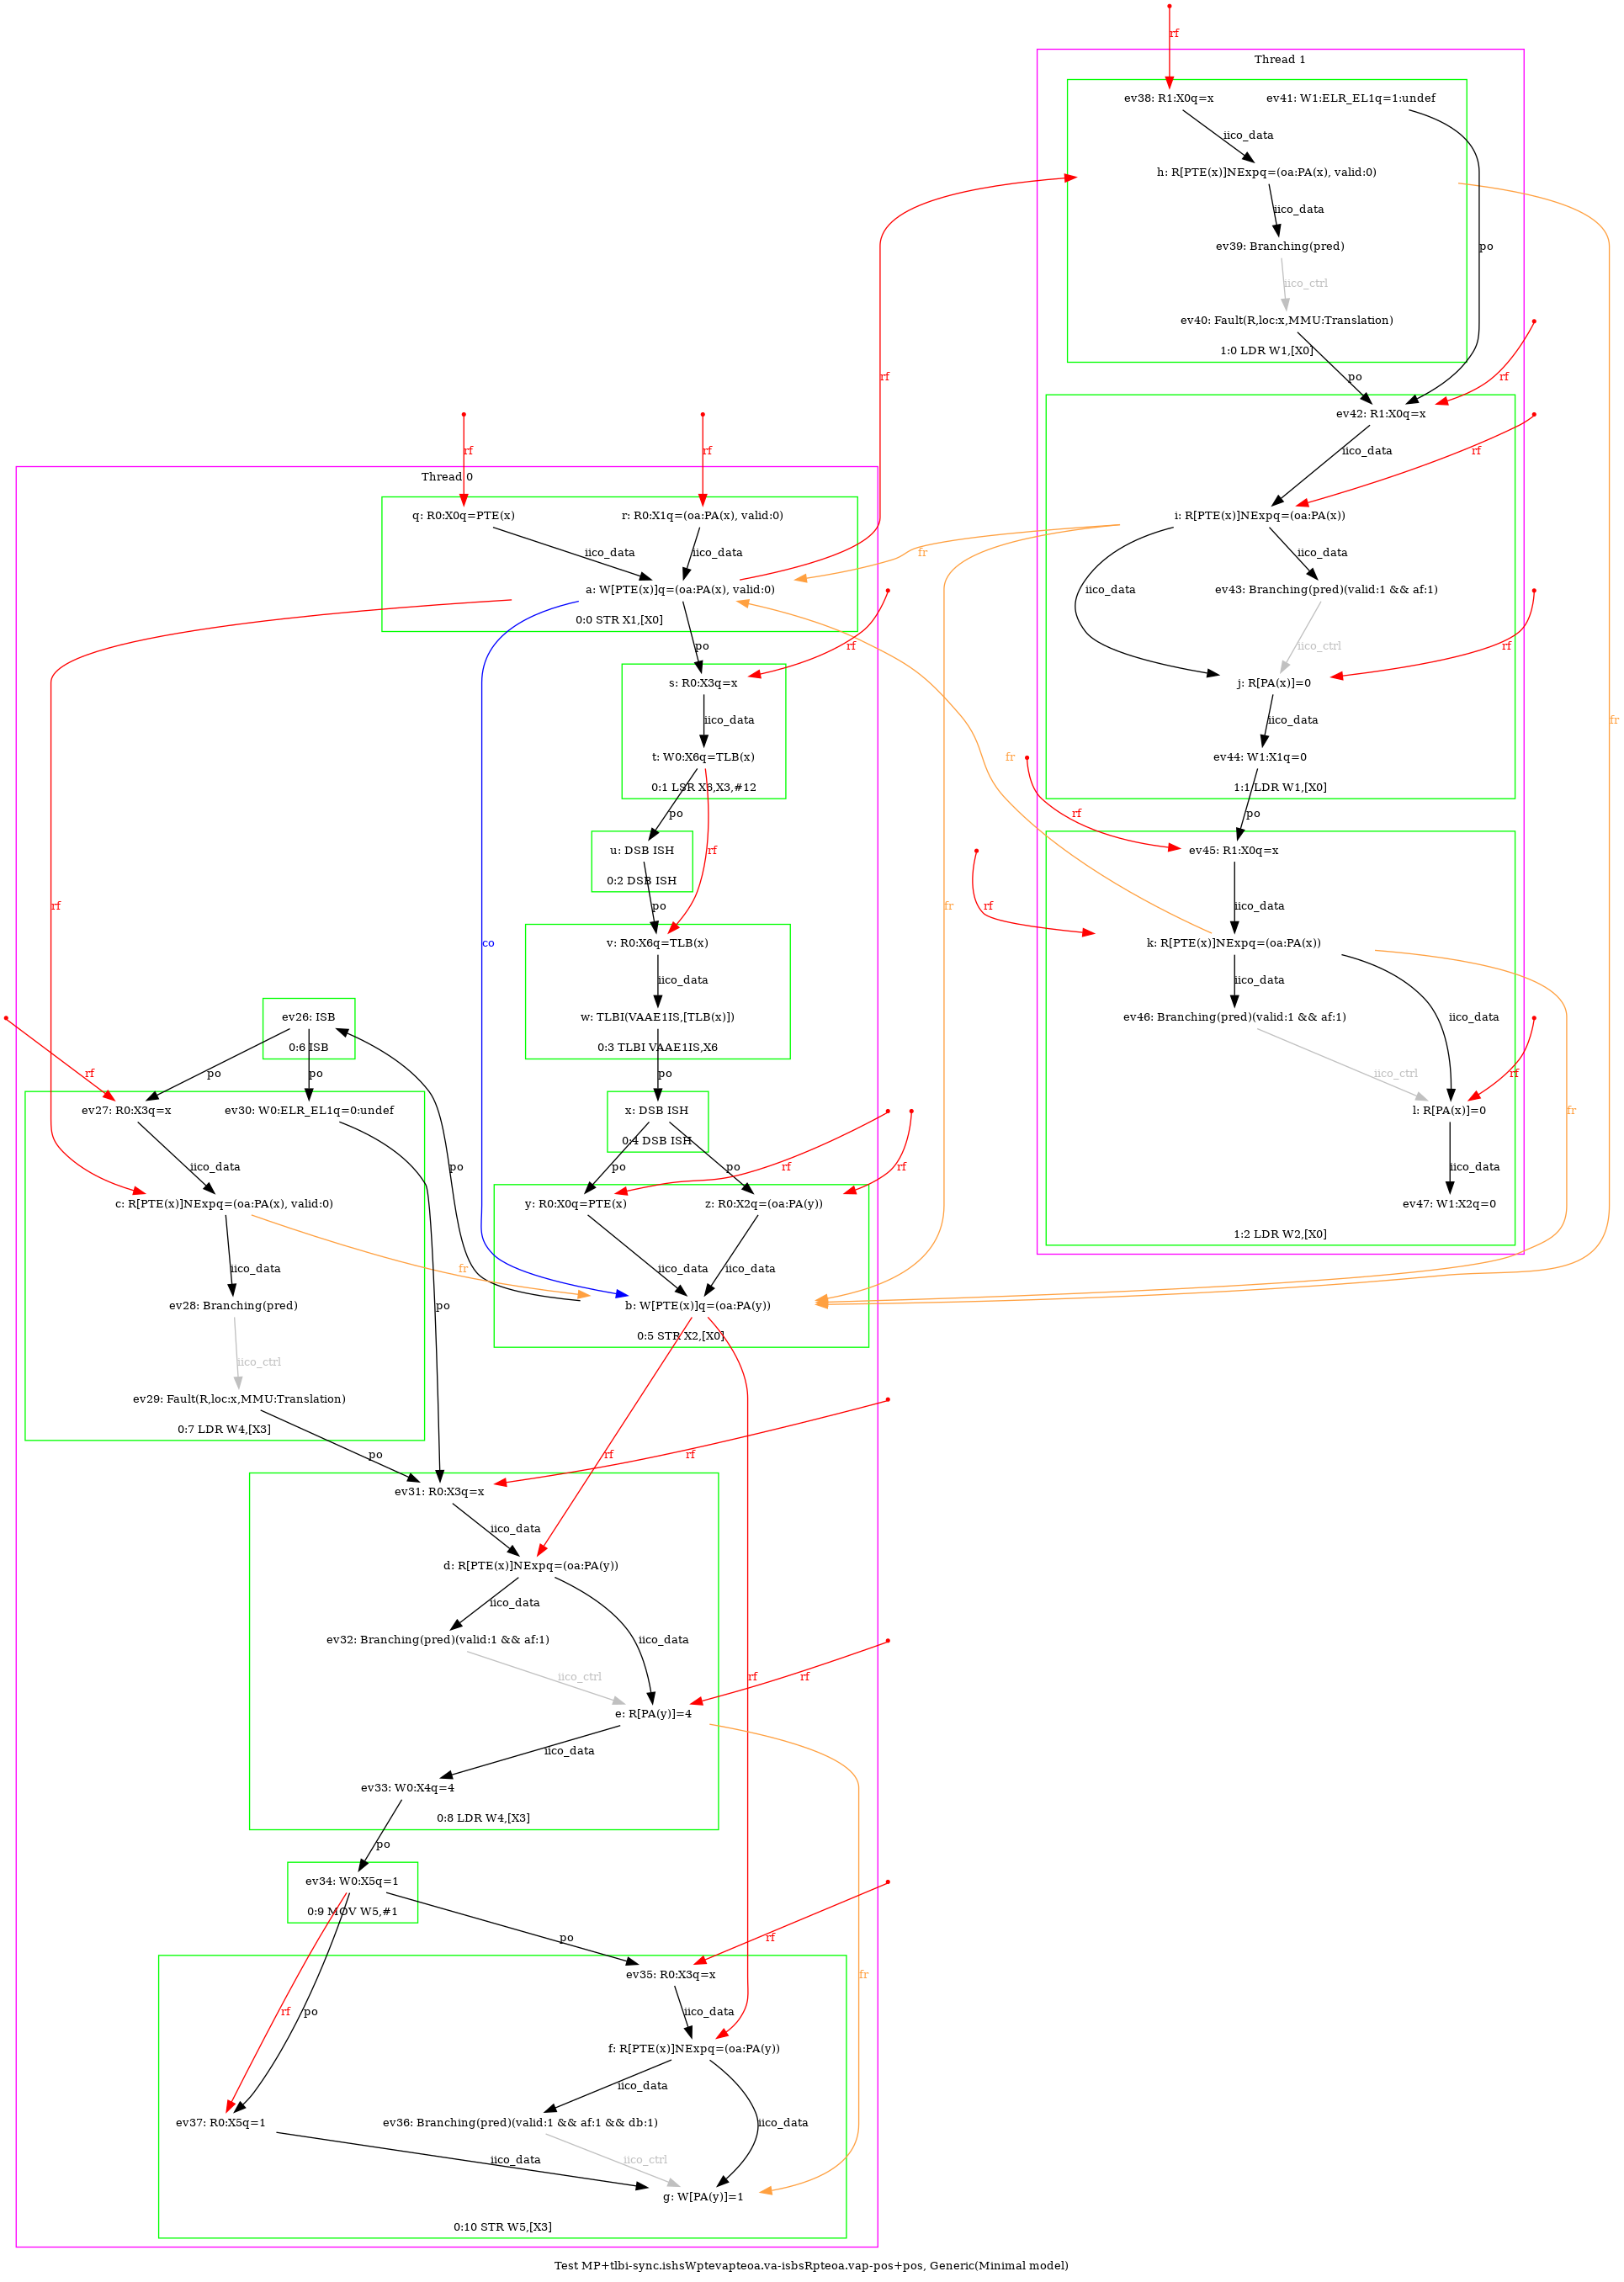 rf
Thread 1
ev38: R1:X0q=x
ev41: W1:ELR_EL1q=1:undef
iico_data
h: R[PTE(x)]NExpq=(oa:PA(x), valid:0)
iico_data
ev39: Branching(pred)
po
iico_ctrl
ev40: Fault(R,loc:x,MMU:Translation)
1:0 LDR W1,[X0]
rf
po
rf
ev42: R1:X0q=x
iico_data
rf
i: R[PTE(x)]NExpq=(oa:PA(x))
iico_data
iico_data
ev43: Branching(pred)(valid:1 && af:1)
iico_ctrl
rf
j: R[PA(x)]=0
iico_data
ev44: W1:X1q=0
1:1 LDR W1,[X0]
rf
po
ev45: R1:X0q=x
rf
iico_data
k: R[PTE(x)]NExpq=(oa:PA(x))
iico_data
iico_data
ev46: Branching(pred)(valid:1 && af:1)
iico_ctrl
rf
l: R[PA(x)]=0
iico_data
ev47: W1:X2q=0
1:2 LDR W2,[X0]
fr
fr
rf
rf
Thread 0
q: R0:X0q=PTE(x)
r: R0:X1q=(oa:PA(x), valid:0)
iico_data
iico_data
fr
a: W[PTE(x)]q=(oa:PA(x), valid:0)
0:0 STR X1,[X0]
po
rf
s: R0:X3q=x
iico_data
t: W0:X6q=TLB(x)
fr
0:1 LSR X6,X3,#12
po
u: DSB ISH
rf
0:2 DSB ISH
rf
po
fr
co
v: R0:X6q=TLB(x)
iico_data
w: TLBI(VAAE1IS,[TLB(x)])
0:3 TLBI VAAE1IS,X6
ev26: ISB
0:6 ISB
rf
po
po
po
x: DSB ISH
0:4 DSB ISH
ev27: R0:X3q=x
ev30: W0:ELR_EL1q=0:undef
iico_data
po
po
po
rf
rf
c: R[PTE(x)]NExpq=(oa:PA(x), valid:0)
y: R0:X0q=PTE(x)
z: R0:X2q=(oa:PA(y))
iico_data
fr
iico_data
iico_data
ev28: Branching(pred)
po
b: W[PTE(x)]q=(oa:PA(y))
0:5 STR X2,[X0]
iico_ctrl
ev29: Fault(R,loc:x,MMU:Translation)
0:7 LDR W4,[X3]
po
rf
rf
ev31: R0:X3q=x
iico_data
d: R[PTE(x)]NExpq=(oa:PA(y))
iico_data
iico_data
ev32: Branching(pred)(valid:1 && af:1)
iico_ctrl
rf
rf
e: R[PA(y)]=4
iico_data
ev33: W0:X4q=4
0:8 LDR W4,[X3]
po
ev34: W0:X5q=1
0:9 MOV W5,#1
po
rf
ev35: R0:X3q=x
fr
rf
po
iico_data
f: R[PTE(x)]NExpq=(oa:PA(y))
iico_data
ev37: R0:X5q=1
ev36: Branching(pred)(valid:1 && af:1 && db:1)
iico_data
iico_data
iico_ctrl
g: W[PA(y)]=1
0:10 STR W5,[X3]
Test MP+tlbi-sync.ishsWptevapteoa.va-isbsRpteoa.vap-pos+pos, Generic(Minimal model)